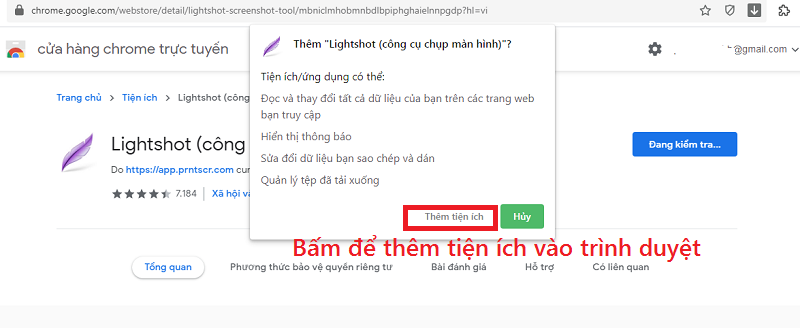 chrome.google.com/webstore/detail/lightshot-screenshot-tool/mbniclmhobmnbdlbpiphghaielnnpgdp?hl=vi
cửa hàng chrome trực tuyến
@gmail.com
Thêm "Lightshot (công cụ chụp màn hình)"?
Tiện ích/ứng dụng có thể:
Đọc và thay đổi tất cả dữ liệu của bạn trên các trang web
bạn truy cập
Hiển thị thông báo
Sửa đổi dữ liệu bạn sao chép và dán
Quản lý tệp đã tải xuống
Thêm tiện ích
Hủy
Trang chủ > Tiện ích > Lightshot (công
Lightshot (công
Đang kiểm tra...
Do https://app.prntscr.com cun
7.184 | Xã hội và
Bấm để thêm tiện ích vào trình duyệt
Tổng quan
Phương thức bảo vệ quyền riêng tư
Bài đánh giá
Hỗ trợ
Có liên quan